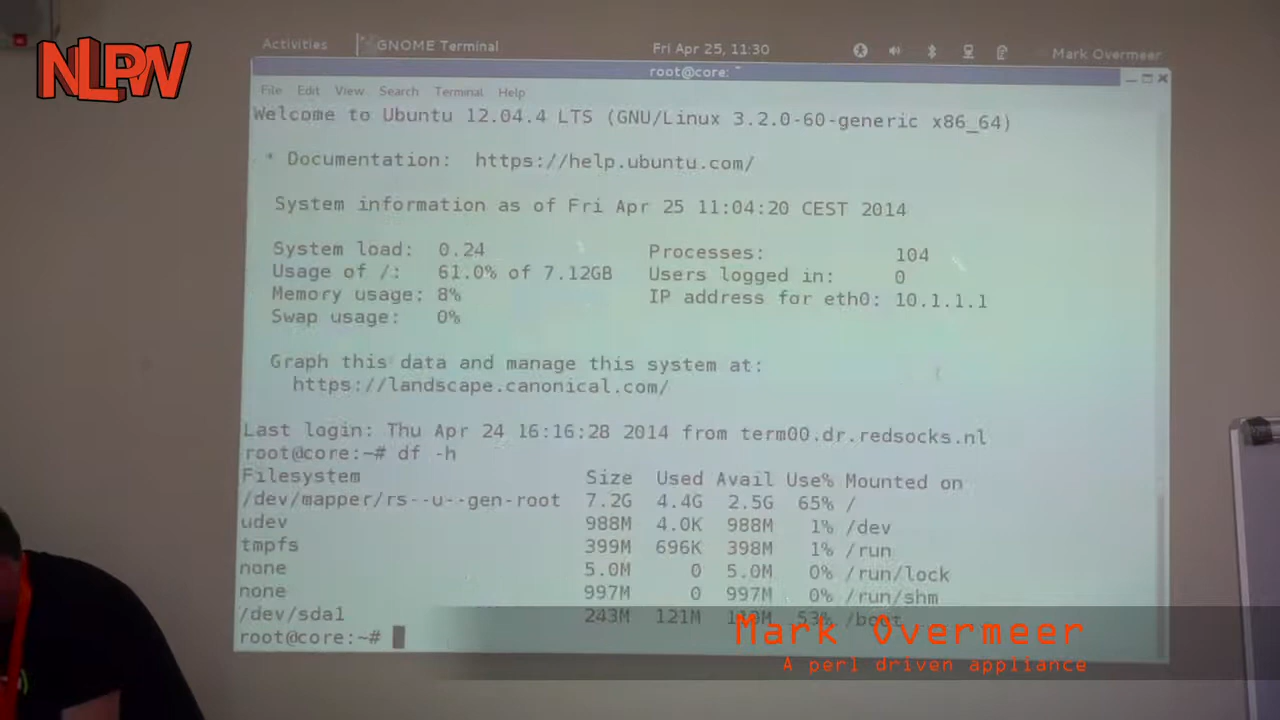 NLPW
Activities GNOME Terminal Fri Apr 25, 11:30 Mark Overmeer
root@core: ~
File Edit View Search Terminal Help
Welcome to Ubuntu 12.04.4 LTS (GNU/Linux 3.2.0-60-generic x86_64)
* Documentation: https://help.ubuntu.com/
System information as of Fri Apr 25 11:04:20 CEST 2014
System load: 0.24 Processes: 104
Usage of /: 61.0% of 7.12GB Users logged in: 0
Memory usage: 8% IP address for eth0: 10.1.1.1
Swap usage: 0%
Graph this data and manage this system at:
https://landscape.canonical.com/
Last login: Thu Apr 24 16:16:28 2014 from term00.dr.redsocks.nl
root@core:~# df -h
Filesystem Size Used Avail Use% Mounted on
/dev/mapper/rs--u--gen-root 7.2G 4.4G 2.5G 65% /
udev 988M 4.0K 988M 1% /dev
tmpfs 399M 696K 398M 1% /run
none 5.0M 0 5.0M 0% /run/lock
none 997M 0 997M 0% /run/shm
/dev/sda1 243M 121M 53% /boot
root@core:~#
Mark Overmeer
A perl driven appliance